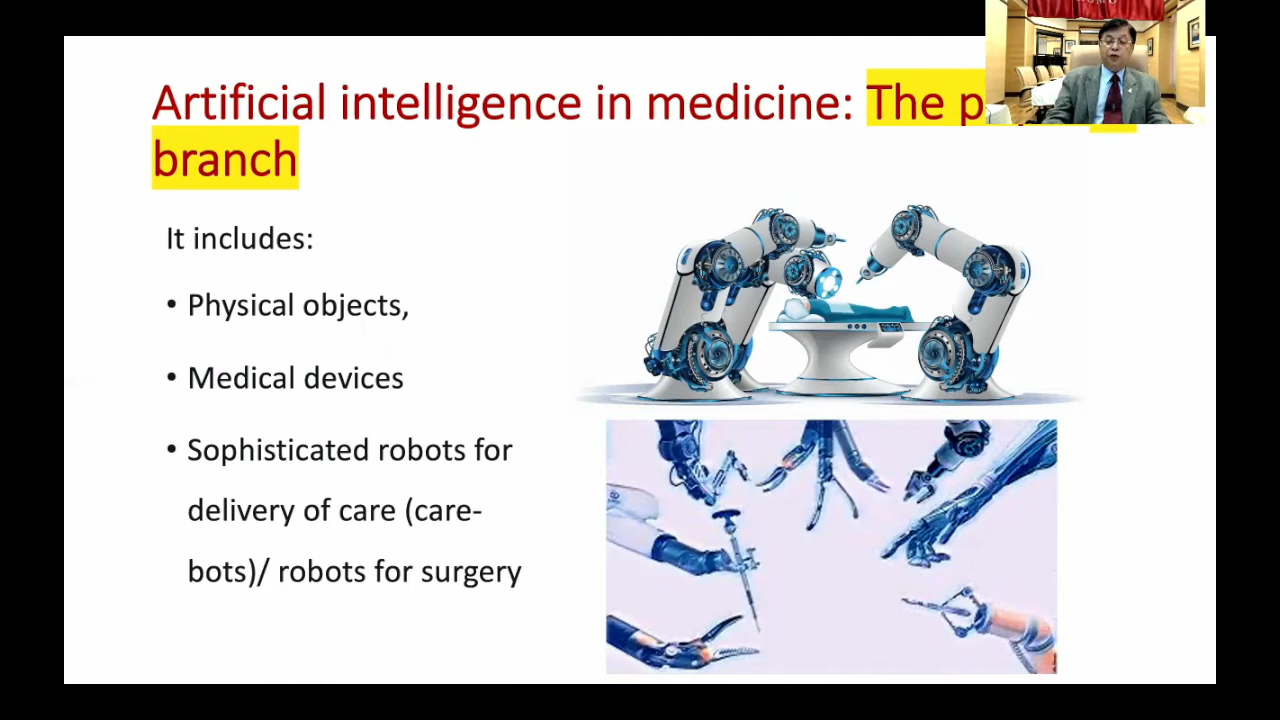 Artificial intelligence in medicine: The
branch
It includes:
• Physical objects,
• Medical devices
• Sophisticated robots for
delivery of care (care-
bots)/ robots for surgery